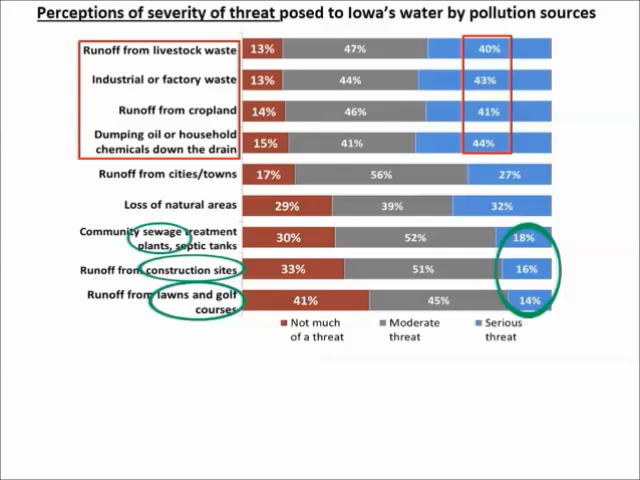 Perceptions of severity of threat posed to Iowa's water by pollution sources
Runoff from livestock waste 13% 47% 40%
Industrial or factory waste 13% 44% 43%
Runoff from cropland 14% 46% 41%
Dumping oil or household
chemicals down the drain 15% 41% 44%
Runoff from cities/towns 17% 56% 27%
Loss of natural areas 29% 39% 32%
Community sewage treatment
plants, septic tanks 30% 52% 18%
Runoff from construction sites 33% 51% 16%
Runoff from lawns and golf
courses 41% 45% 14%
Not much
of a threat
Moderate
threat
Serious
threat